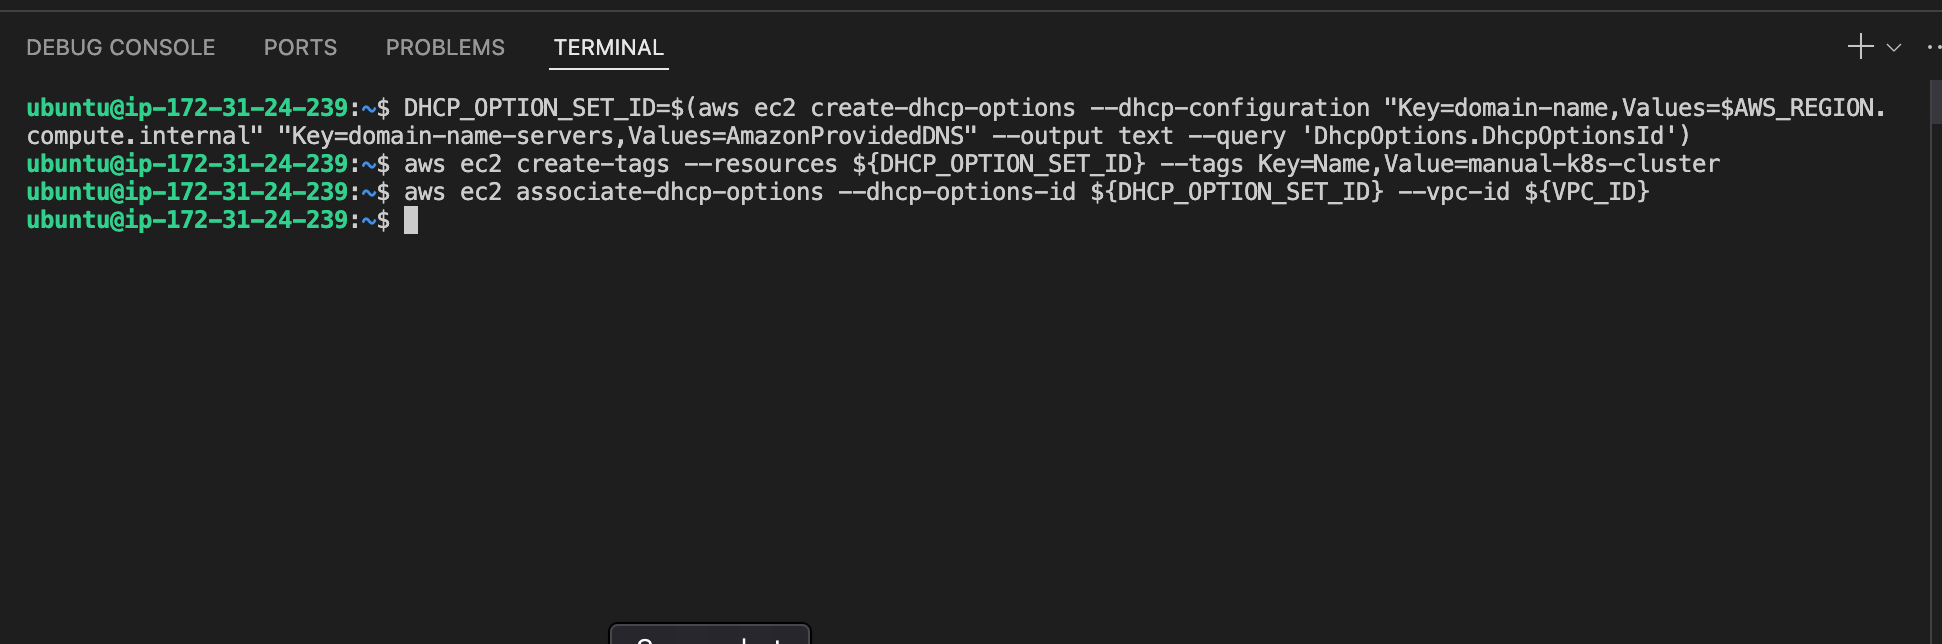 DEBUG CONSOLE PORTS PROBLEMS TERMINAL
ubuntu@ip-172-31-24-239:~$ DHCP_OPTION_SET_ID=$(aws ec2 create-dhcp-options --dhcp-configuration "Key=domain-name,Values=$AWS_REGION.
compute.internal" "Key=domain-name-servers,Values=AmazonProvidedDNS" --output text --query 'DhcpOptions.DhcpOptionsId')
ubuntu@ip-172-31-24-239:~$ aws ec2 create-tags --resources ${DHCP_OPTION_SET_ID} --tags Key=Name,Value=manual-k8s-cluster
ubuntu@ip-172-31-24-239:~$ aws ec2 associate-dhcp-options --dhcp-options-id ${DHCP_OPTION_SET_ID} --vpc-id ${VPC_ID}
ubuntu@ip-172-31-24-239:~$